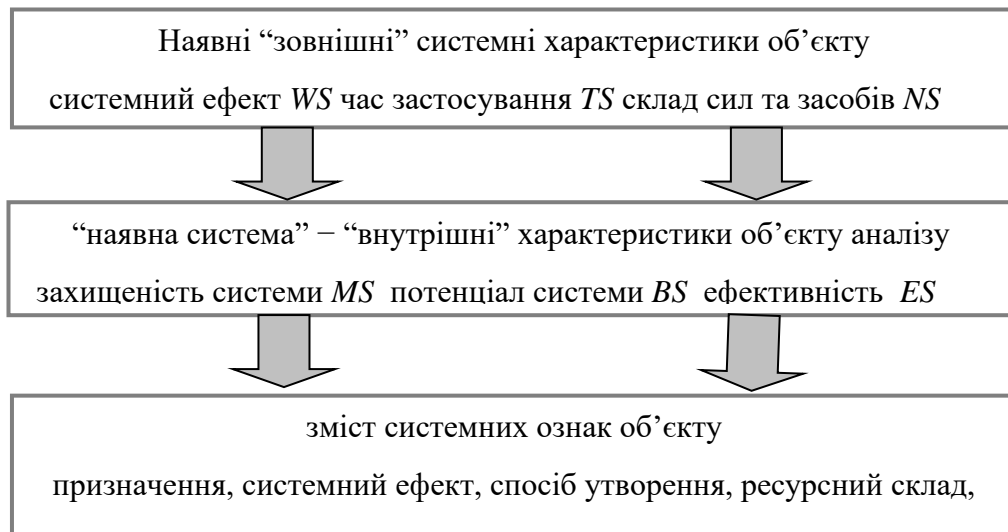 Наявні “зовнішні” системні характеристики об’єкту
системний ефект WS час застосування TS склад сил та засобів NS
“наявна система” − “внутрішні” характеристики об’єкту аналізу
захищеність системи MS потенціал системи BS ефективність ES
зміст системних ознак об’єкту
призначення, системний ефект, спосіб утворення, ресурсний склад,